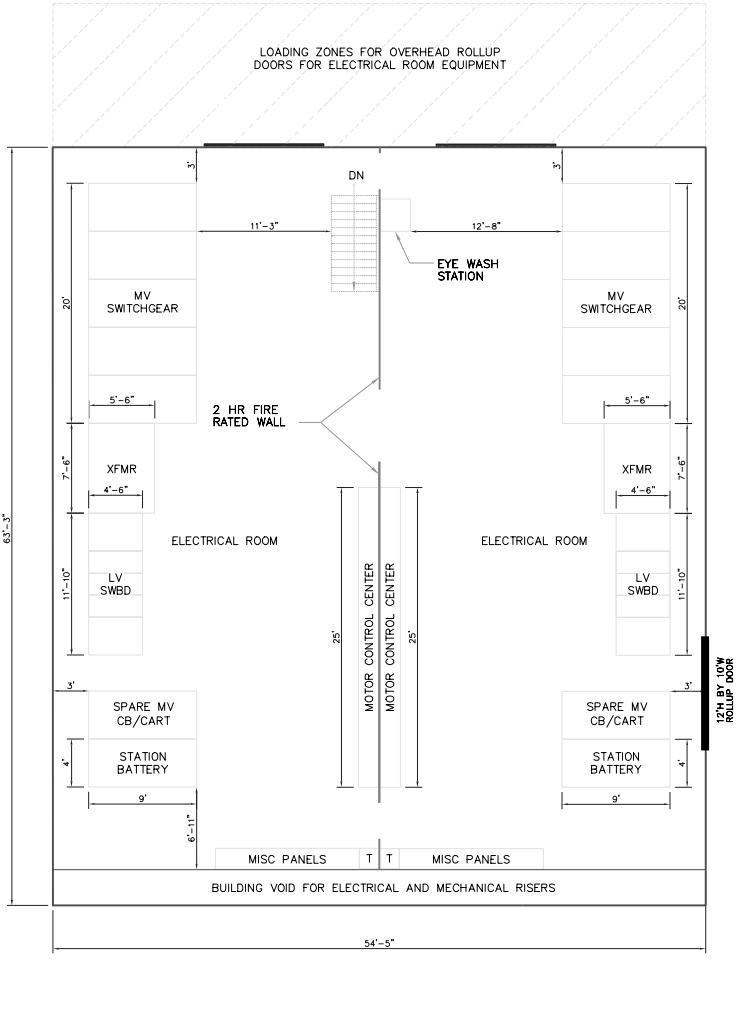 LOADING ZONES FOR OVERHEAD ROLLUP
DOORS FOR ELECTRICAL ROOM EQUIPMENT
3'
3'
DN
11'-3"
12'-8"
EYE WASH
STATION
MV
SWITCHGEAR
MV
SWITCHGEAR
20'
20'
5'-6"
5'-6"
2 HR FIRE
RATED WALL
XFMR
XFMR
7'-6"
7'-6"
4'-6"
4'-6"
63'-3"
ELECTRICAL ROOM
ELECTRICAL ROOM
LV
SWBD
LV
SWBD
11'-10"
11'-10"
25'
MOTOR CONTROL CENTER
MOTOR CONTROL CENTER
25'
3'
3'
12'H BY 10'W
ROLLUP DOOR
SPARE MV
CB/CART
SPARE MV
CB/CART
STATION
BATTERY
STATION
BATTERY
4'
4'
9'
9'
6'-11"
MISC PANELS
T
T
MISC PANELS
BUILDING VOID FOR ELECTRICAL AND MECHANICAL RISERS
54'-5"